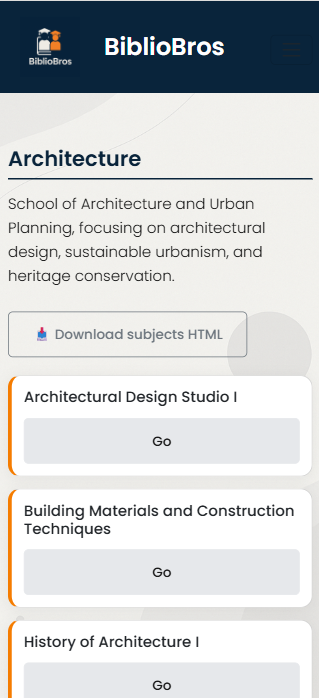 BiblioBros
BiblioBros
Architecture
School of Architecture and Urban
Planning, focusing on architectural
design, sustainable urbanism, and
heritage conservation.
Download subjects HTML
Architectural Design Studio I
Go
Building Materials and Construction
Techniques
Go
History of Architecture I
Go